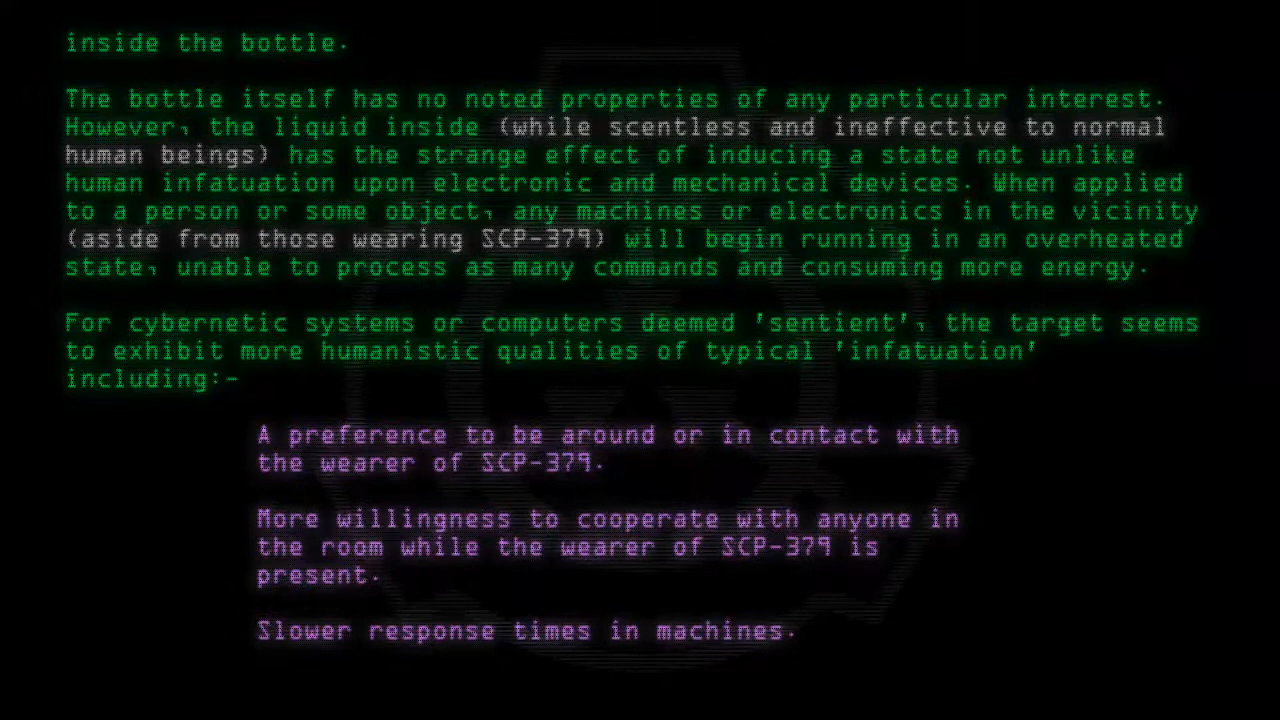 inside the bottle.
The bottle itself has no noted properties of any particular interest.
However, the liquid inside (while scentless and ineffective to normal
human beings) has the strange effect of inducing a state not unlike
human infatuation upon electronic and mechanical devices. When applied
to a person or some object, any machines or electronics in the vicinity
(aside from those wearing SCP-379) will begin running in an overheated
state, unable to process as many commands and consuming more energy.
For cybernetic systems or computers deemed 'sentient', the target seems
to exhibit more humanistic qualities of typical 'infatuation'
including:-
A preference to be around or in contact with
the wearer of SCP-379.
More willingness to cooperate with anyone in
the room while the wearer of SCP-379 is
present.
Slower response times in machines.